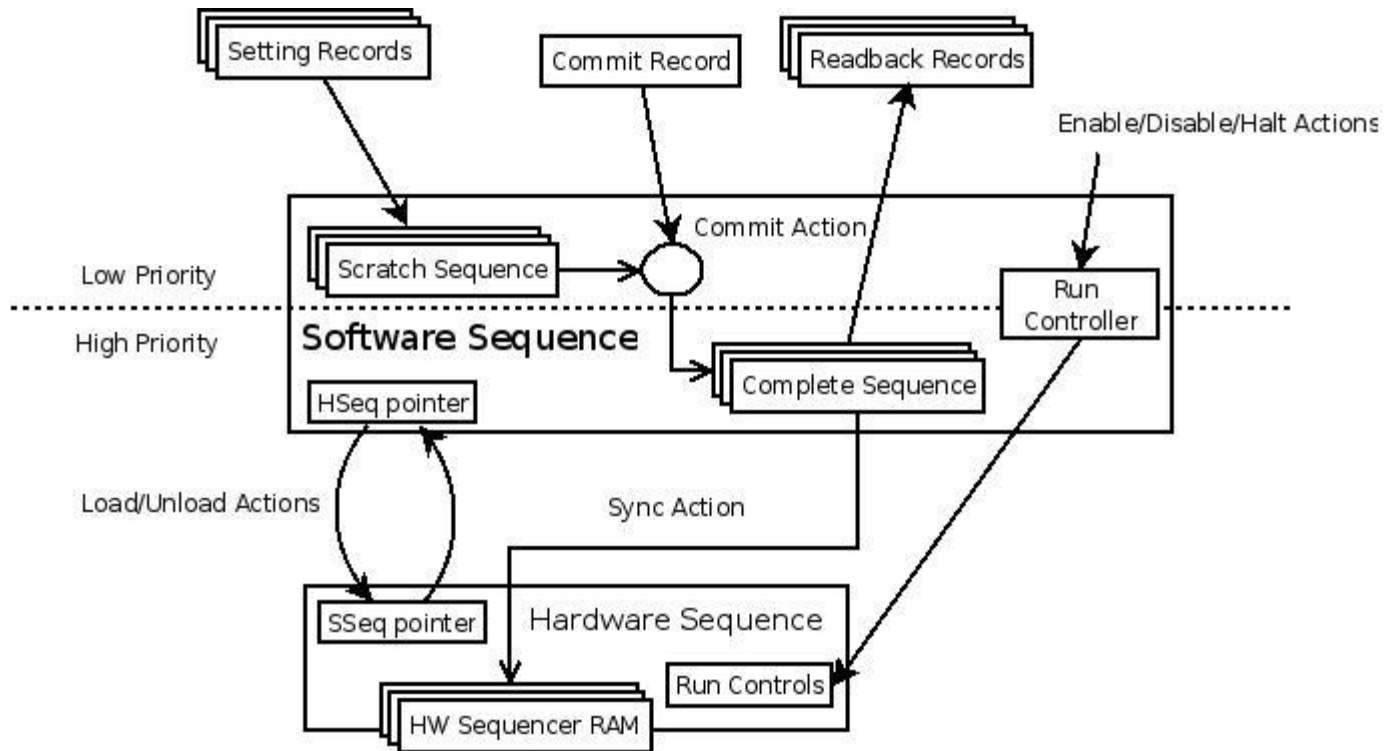 Setting Records
Commit Record
Readback Records
Enable/Disable/Halt Actions
Commit Action
Scratch Sequence
Low Priority
Run
Controller
High Priority
Software Sequence
Complete Sequence
HSeq pointer
Load/Unload Actions
Sync Action
SSeq pointer
Hardware Sequence
Run Controls
HW Sequencer RAM